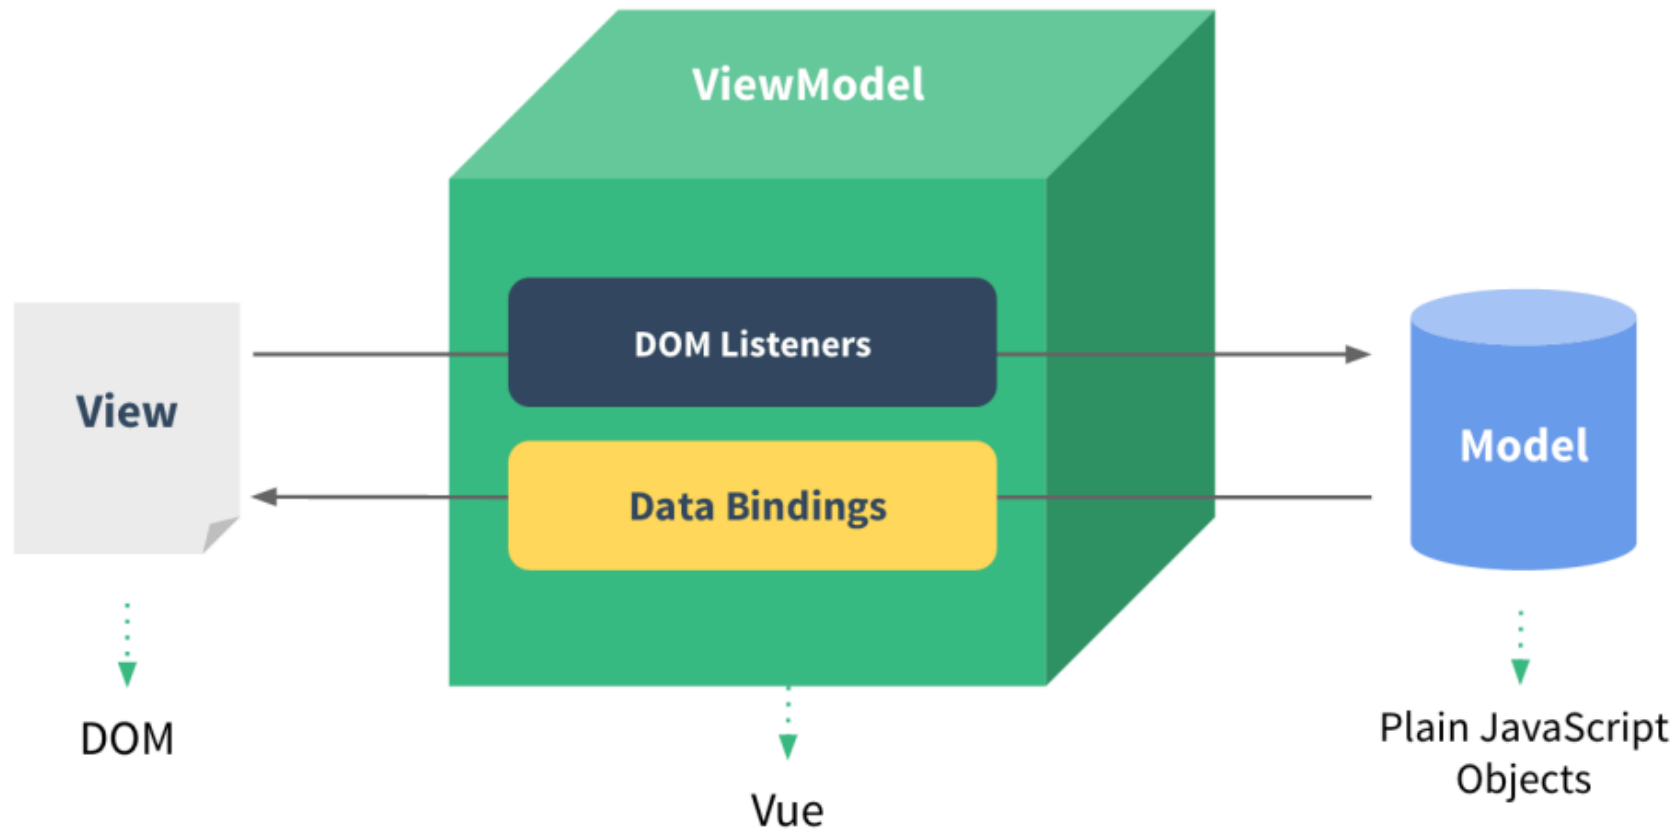 ViewModel
DOM Listeners
View
Data Bindings
Model
DOM
Vue
Plain JavaScript
Objects